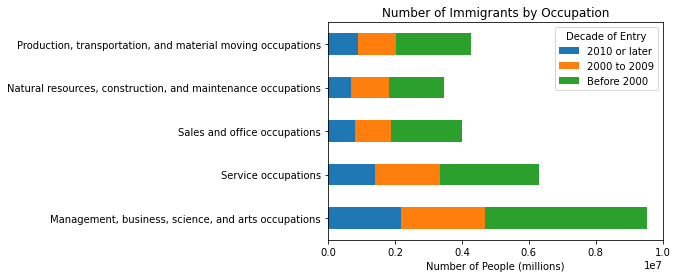 Number of Immigrants by Occupation
Production, transportation, and material moving occupations
Natural resources, construction, and maintenance occupations
Sales and office occupations
Service occupations
Management, business, science, and arts occupations
Decade of Entry
2010 or later
2000 to 2009
Before 2000
0.0 0.2 0.4 0.6 0.8 1.0
1e7
Number of People (millions)